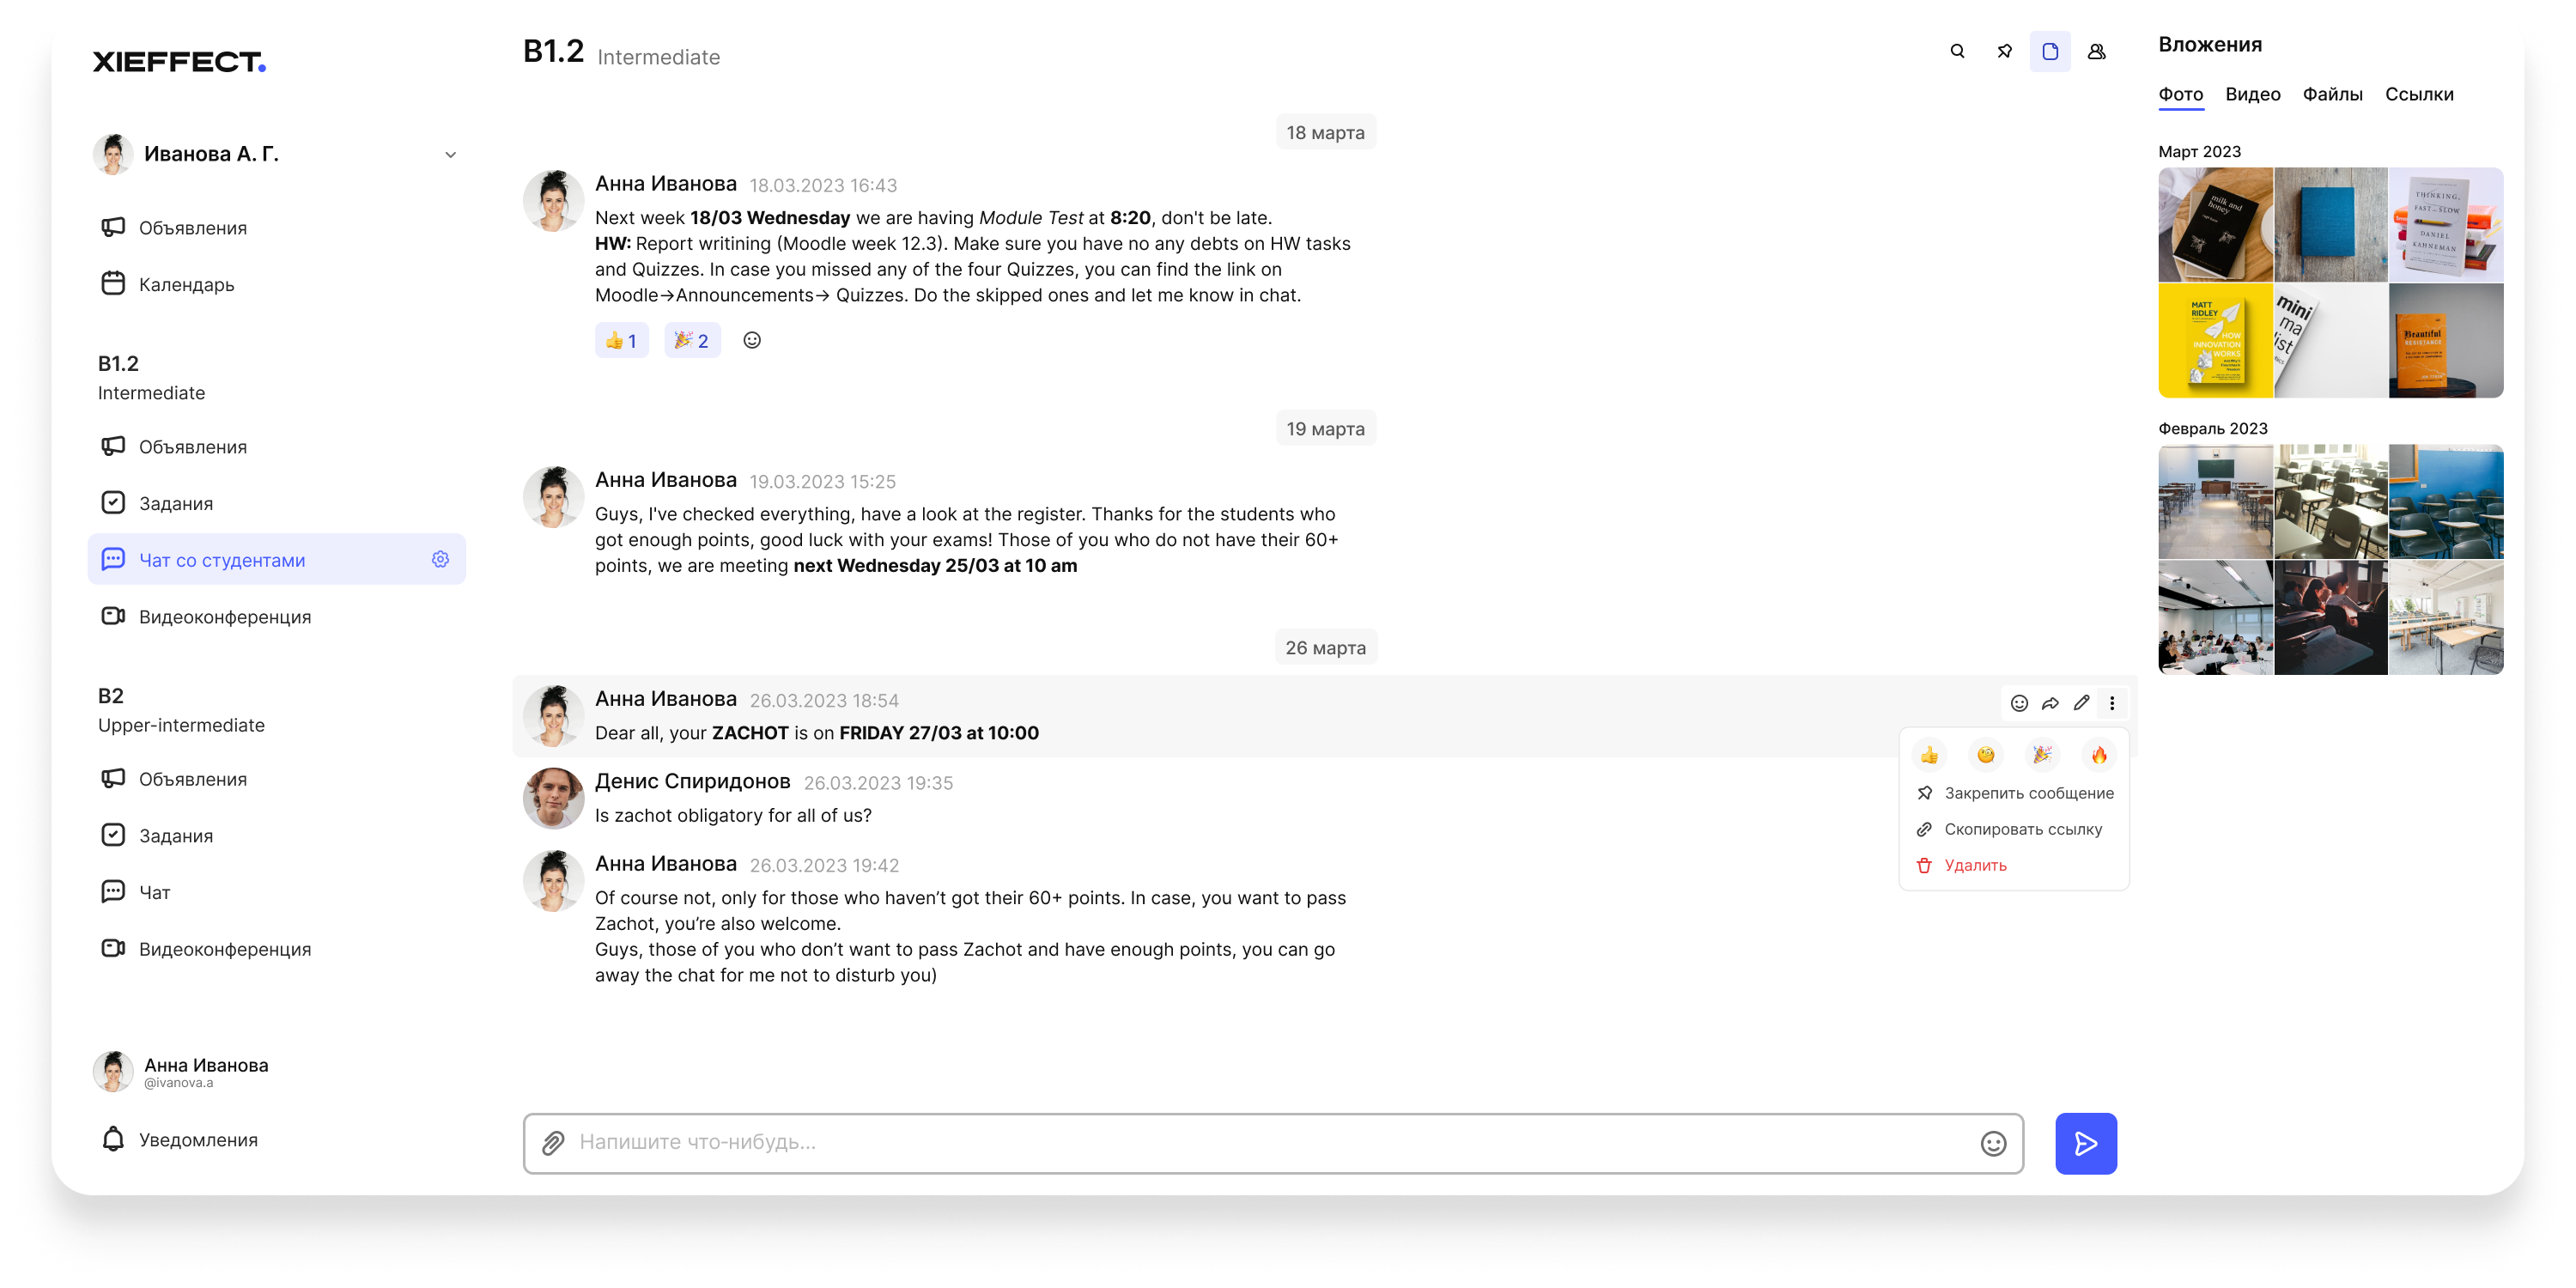 XIEFFECT.
Иванова А. Г.
Объявления
Календарь
B1.2
Intermediate
Объявления
Задания
Чат со студентами
Видеоконференция
B2
Upper-intermediate
Объявления
Задания
Чат
Видеоконференция
Анна Иванова
@ivanova.a
Уведомления
B1.2 Intermediate
18 марта
Анна Иванова 18.03.2023 16:43
Next week 18/03 Wednesday we are having Module Test at 8:20, don't be late.
HW: Report writining (Moodle week 12.3). Make sure you have no any debts on HW tasks
and Quizzes. In case you missed any of the four Quizzes, you can find the link on
Moodle→Announcements→ Quizzes. Do the skipped ones and let me know in chat.
👍 1 🎉 2
19 марта
Анна Иванова 19.03.2023 15:25
Guys, I've checked everything, have a look at the register. Thanks for the students who
got enough points, good luck with your exams! Those of you who do not have their 60+
points, we are meeting next Wednesday 25/03 at 10 am
26 марта
Анна Иванова 26.03.2023 18:54
Dear all, your ZACHOT is on FRIDAY 27/03 at 10:00
Денис Спиридонов 26.03.2023 19:35
Is zachot obligatory for all of us?
Анна Иванова 26.03.2023 19:42
Of course not, only for those who haven’t got their 60+ points. In case, you want to pass
Zachot, you’re also welcome.
Guys, those of you who don’t want to pass Zachot and have enough points, you can go
away the chat for me not to disturb you)
Закрепить сообщение
Скопировать ссылку
Удалить
Напишите что-нибудь...
Вложения
Фото Видео Файлы Ссылки
Март 2023
milk and
honey
THINKING,
FAST AND SLOW
DANIEL
KAHNEMAN
MATT
RIDLEY
HOW
INNOVATION
WORKS
mini
ma
list
Beautiful
RESISTANCE
Февраль 2023